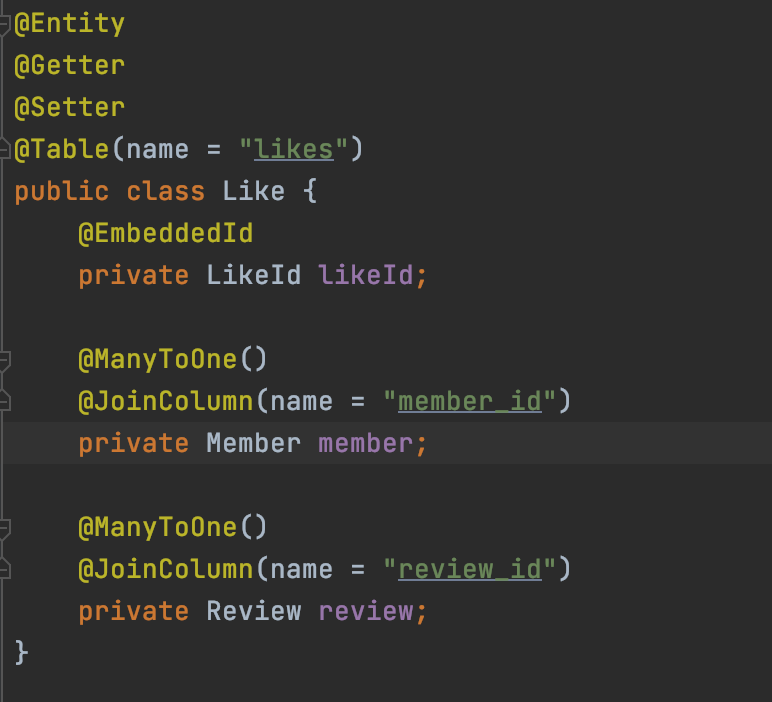 @Entity
@Getter
@Setter
@Table(name = "likes")
public class Like {
    @EmbeddedId
    private LikeId likeId;
    @ManyToOne()
    @JoinColumn(name = "member_id")
    private Member member;
    @ManyToOne()
    @JoinColumn(name = "review_id")
    private Review review;
}